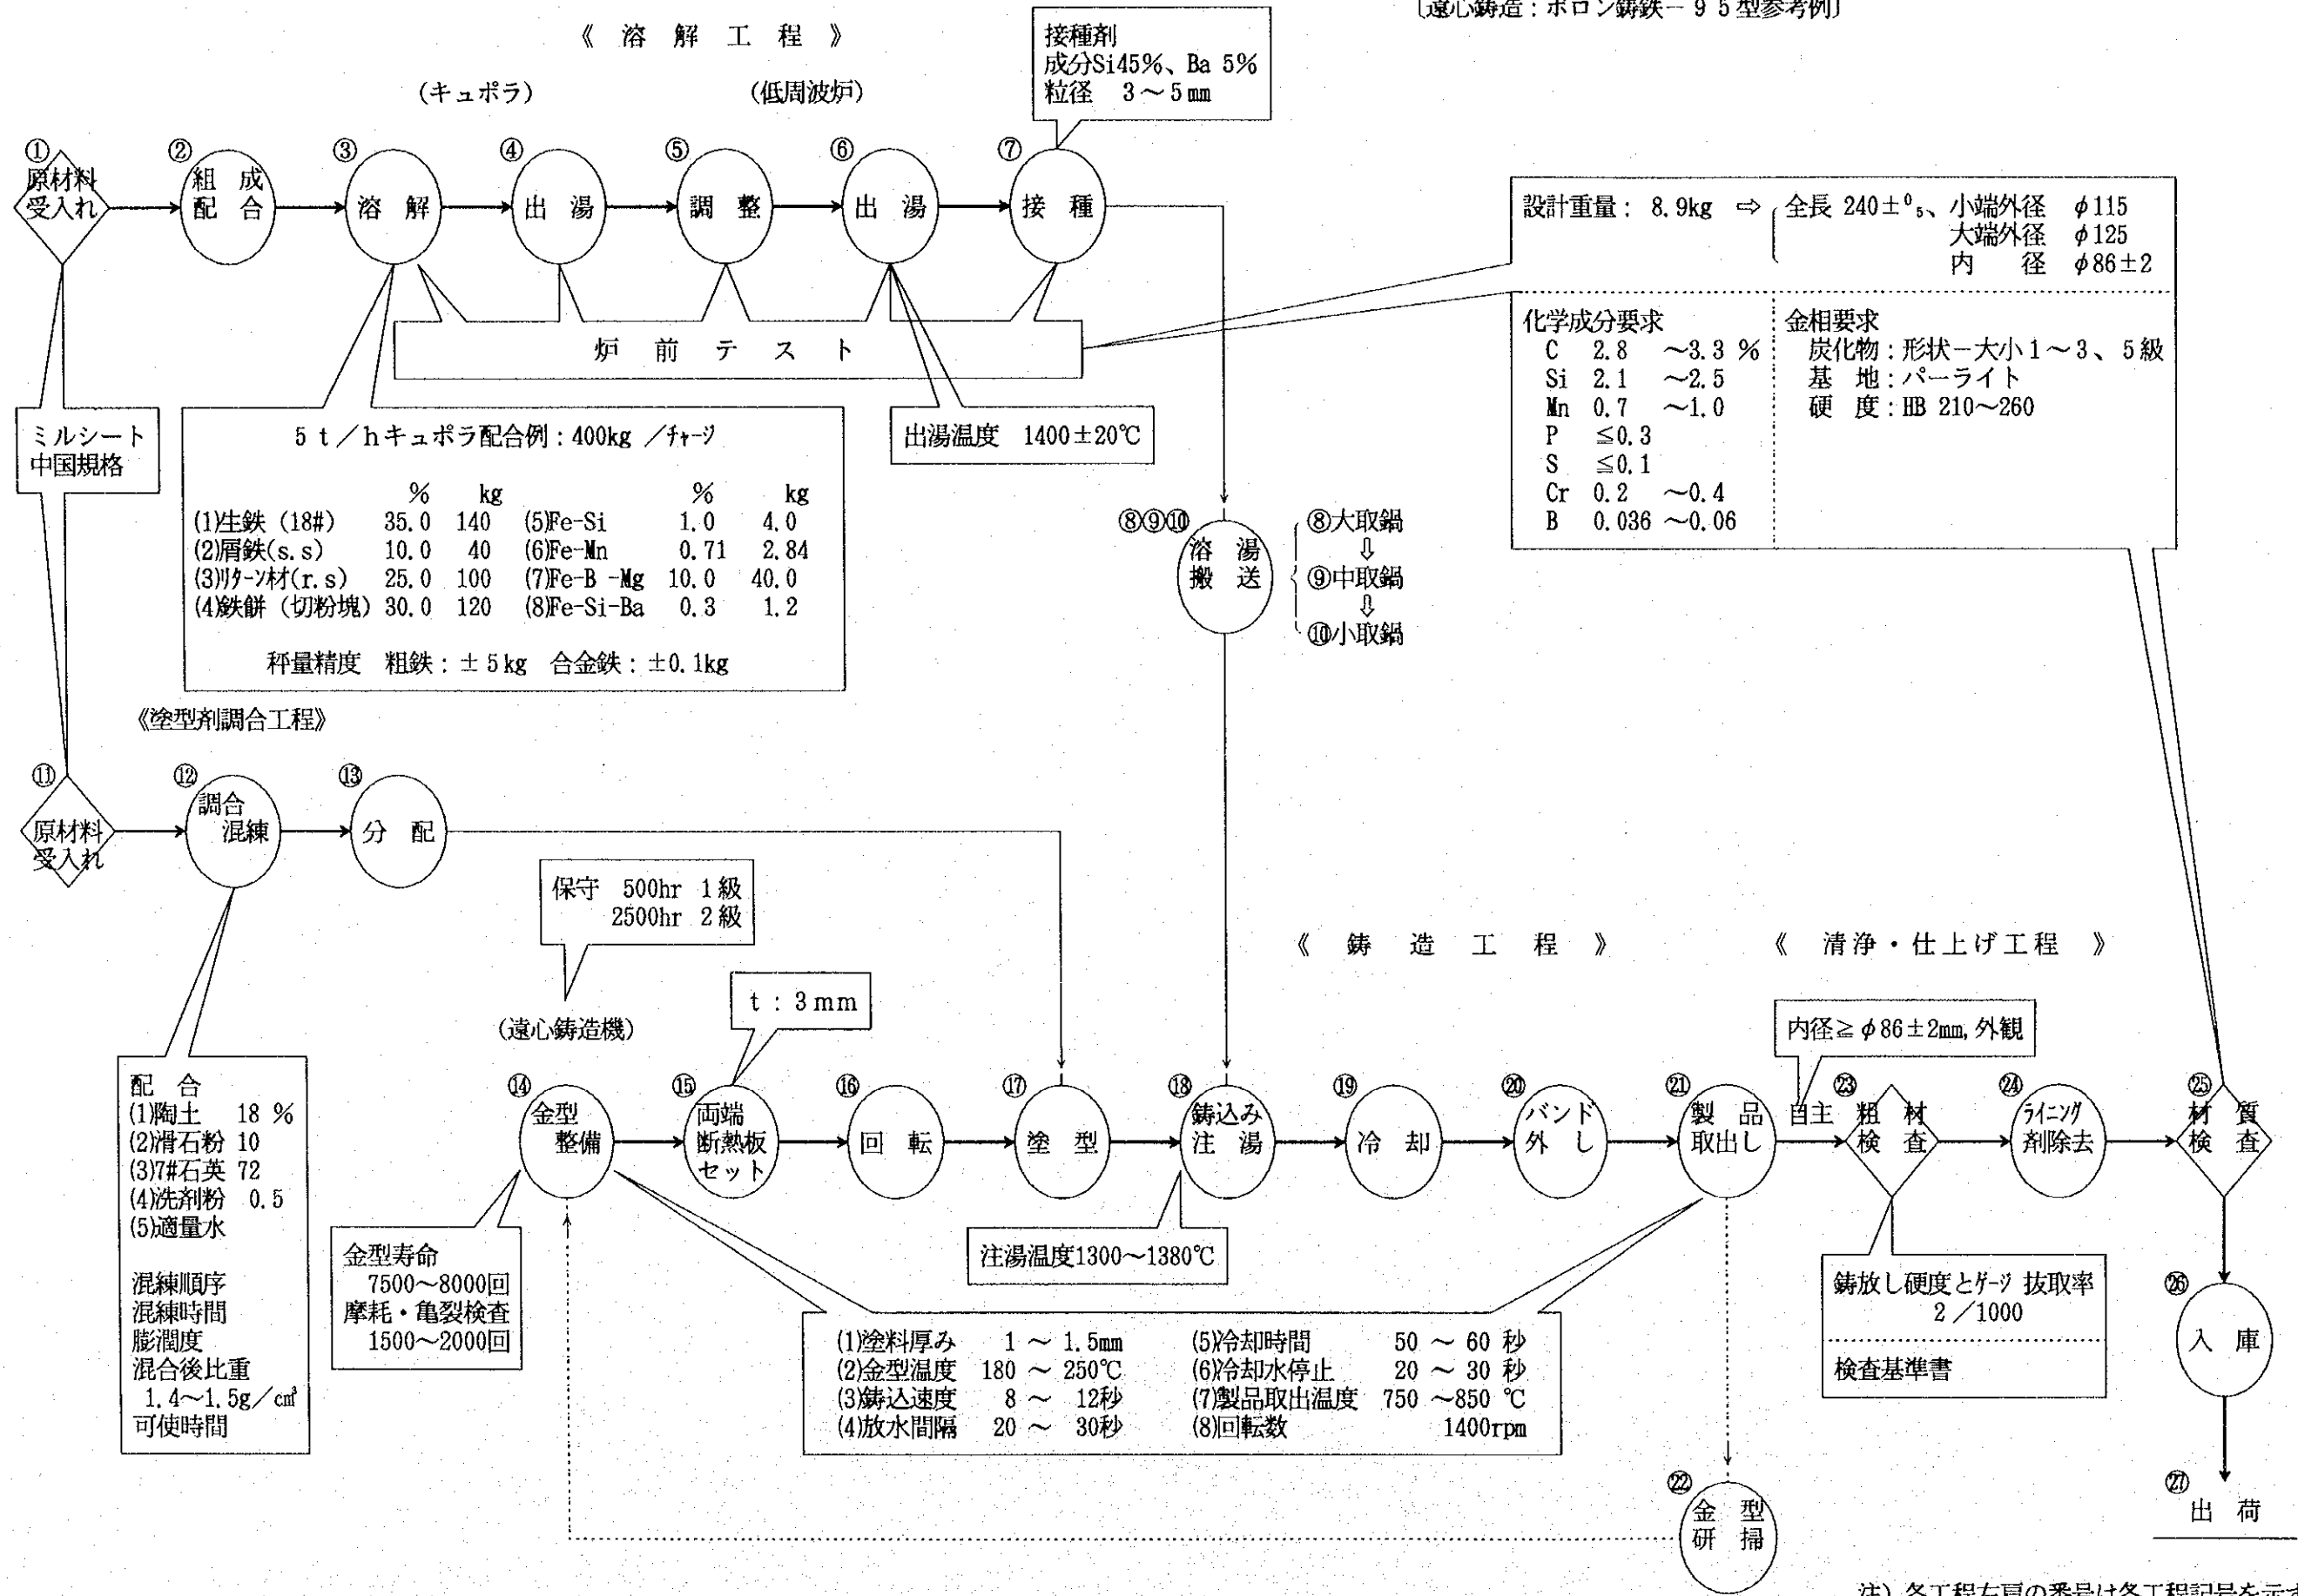 〔遠心鋳造：ボロン鋳鉄－９５型参考例〕
《 溶 解 工 程 》
(キュポラ)
(低周波炉)
接種剤
成分Si45%、Ba 5%
粒径 3～5mm
①
原材料
受入れ
②
組 成
配 合
③
溶 解
④
出 湯
⑤
調 整
⑥
出 湯
⑦
接 種
設計重量：8.9kg ⇨ 全長 240±⁰₅、小端外径 φ115
大端外径 φ125
内 径 φ86±2
炉 前 テ ス ト
化学成分要求
C 2.8 ～3.3 %
Si 2.1 ～2.5
Mn 0.7 ～1.0
P ≦0.3
S ≦0.1
Cr 0.2 ～0.4
B 0.036 ～0.06
金相要求
炭化物：形状－大小1～3、5級
基 地：パーライト
硬 度：HB 210～260
ミルシート
中国規格
5 t／hキュポラ配合例：400kg ／ﾁｬｰｼﾞ
% kg % kg
(1)生鉄（18#） 35.0 140 (5)Fe-Si 1.0 4.0
(2)屑鉄(s.s) 10.0 40 (6)Fe-Mn 0.71 2.84
(3)ﾘﾀｰﾝ材(r.s) 25.0 100 (7)Fe-B -Mg 10.0 40.0
(4)鉄餅（切粉塊） 30.0 120 (8)Fe-Si-Ba 0.3 1.2
秤量精度 粗鉄：±5kg 合金鉄：±0.1kg
出湯温度 1400±20℃
⑧⑨⑩
溶 湯
搬 送
⑧大取鍋
⇩
⑨中取鍋
⇩
⑩小取鍋
《塗型剤調合工程》
⑪
原材料
受入れ
⑫
調合
混練
⑬
分 配
保守 500hr 1級
2500hr 2級
(遠心鋳造機)
t：3mm
《 鋳 造 工 程 》
《 清浄・仕上げ工程 》
内径≧φ86±2mm,外観
配 合
(1)陶土 18 %
(2)滑石粉 10
(3)7#石英 72
(4)洗剤粉 0.5
(5)適量水
混練順序
混練時間
膨潤度
混合後比重
1.4～1.5g／c㎥
可使時間
⑭
金型
整備
⑮
両端
断熱板
セット
⑯
回 転
⑰
塗 型
⑱
鋳込み
注 湯
⑲
冷 却
⑳
バンド
外 し
㉑
製 品
取出し
自主
㉓
粗 材
検 査
㉔
ﾗｲﾆﾝｸﾞ
剤除去
㉕
材 質
検 査
金型寿命
7500～8000回
摩耗・亀裂検査
1500～2000回
注湯温度1300～1380℃
(1)塗料厚み 1 ～ 1.5mm (5)冷却時間 50 ～ 60 秒
(2)金型温度 180 ～ 250℃ (6)冷却水停止 20 ～ 30 秒
(3)鋳込速度 8 ～ 12秒 (7)製品取出温度 750 ～850 ℃
(4)放水間隔 20 ～ 30秒 (8)回転数 1400rpm
鋳放し硬度とｹﾞｰｼﾞ 抜取率
2／1000
検査基準書
㉖
入 庫
㉗
出 荷
㉒
金 型
研 掃
注）各工程左肩の番号は各工程記号を示す